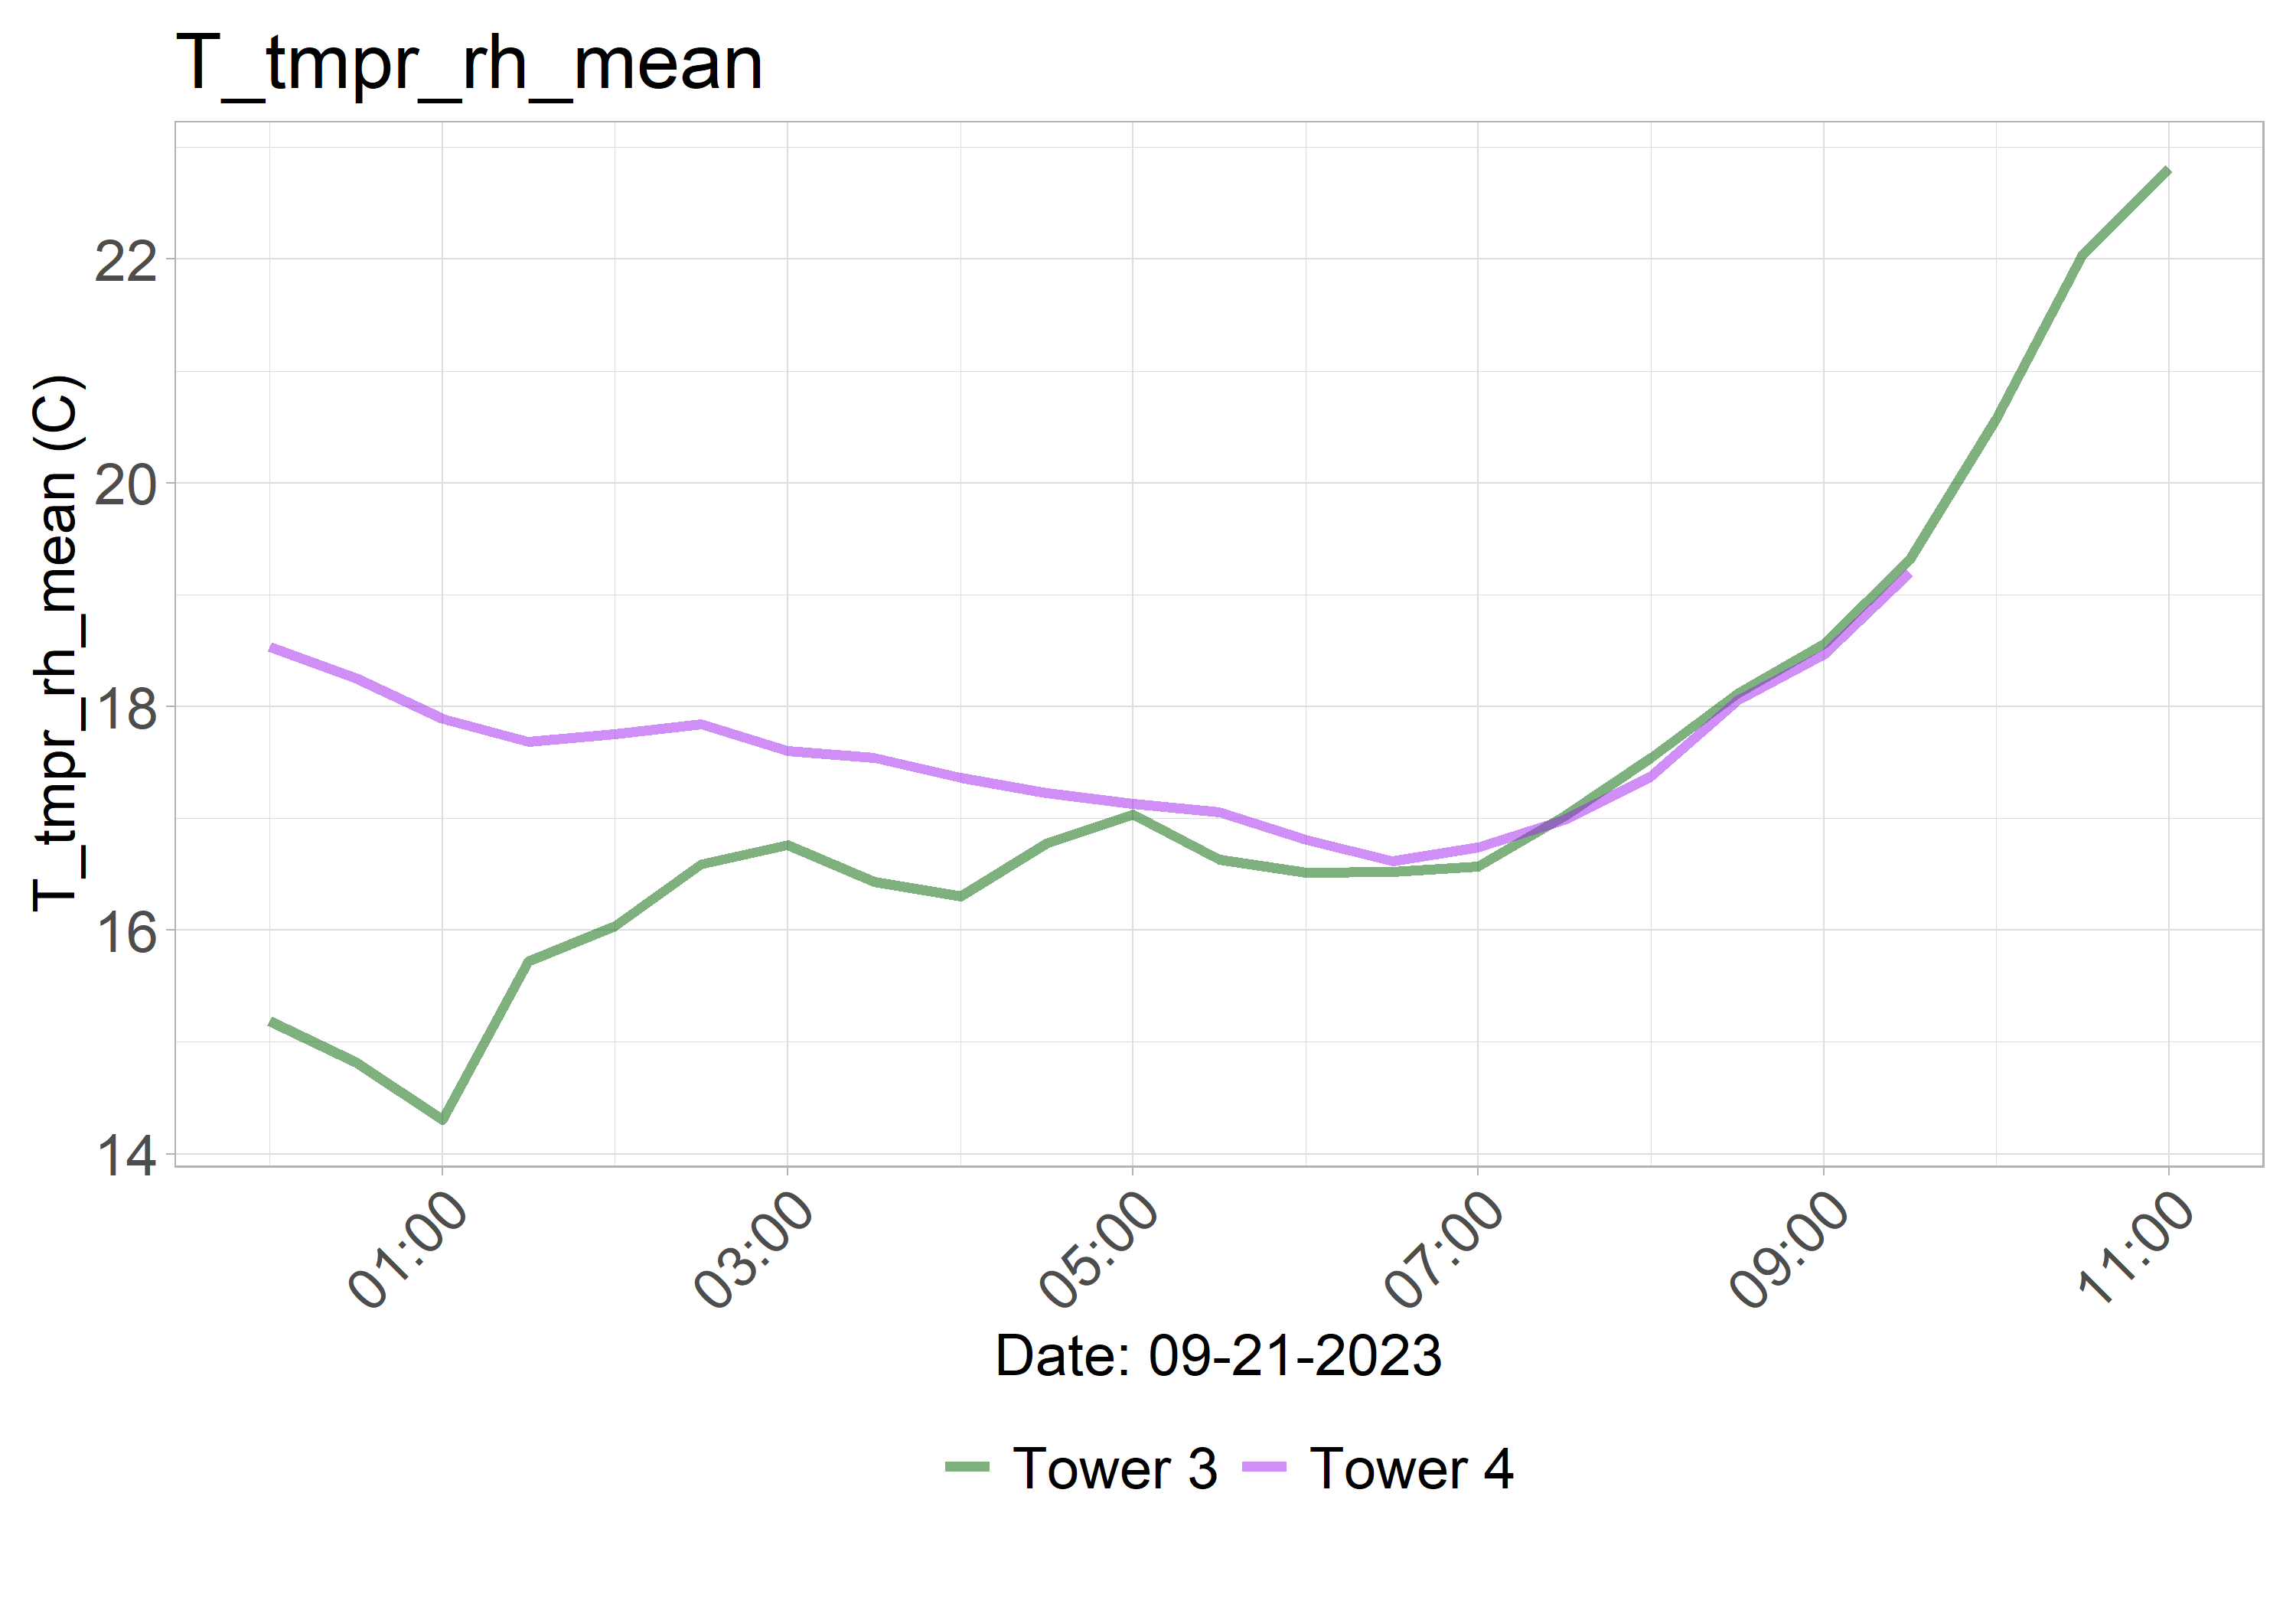 T_tmpr_rh_mean
T_tmpr_rh_mean (C)
22
20
18
16
14
01:00
03:00
05:00
07:00
09:00
11:00
Date: 09-21-2023
Tower 3
Tower 4